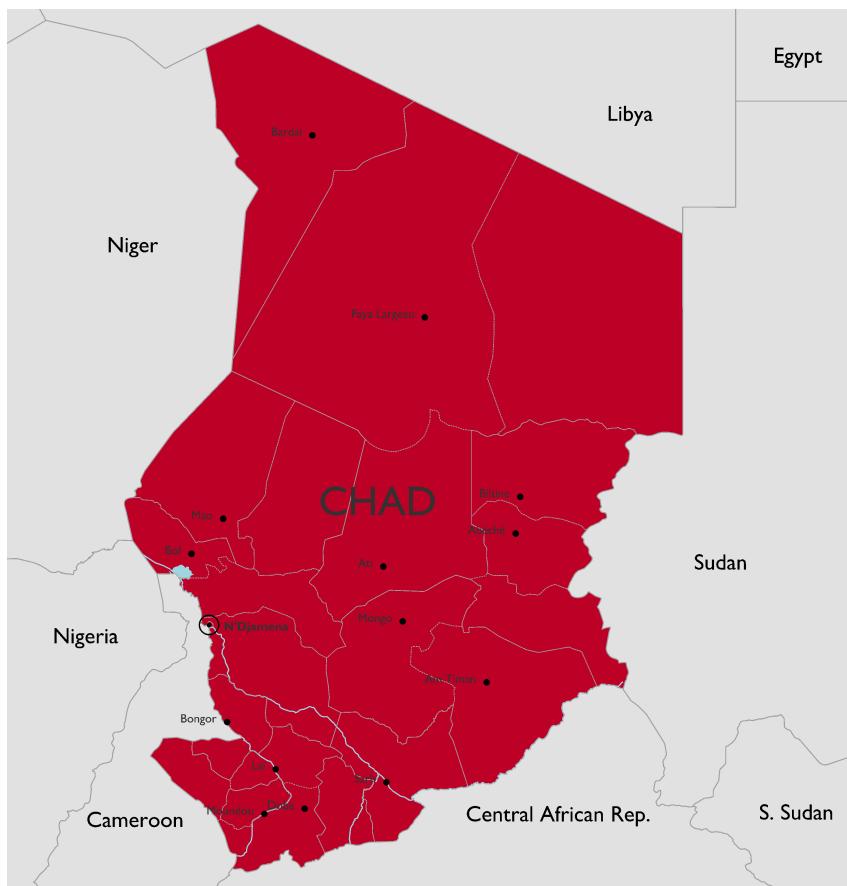 Egypt
Libya
Bardaï
Niger
Faya-Largeau
CHAD
Biltine
Mao
Abéché
Bol
Ati
Sudan
Mongo
N'Djamena
Nigeria
Am Timan
Bongor
Laï
Sarh
Moundou
Doba
Cameroon
Central African Rep.
S. Sudan